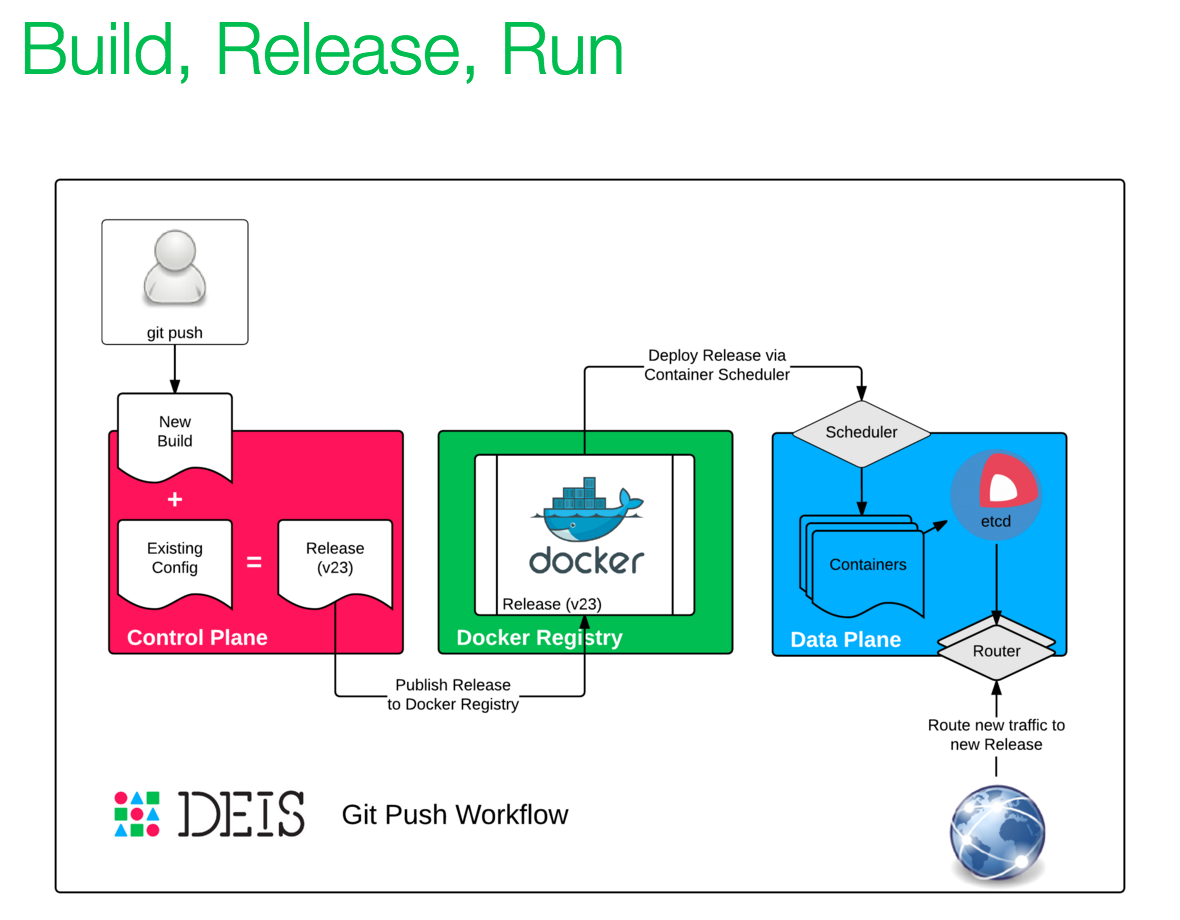 Build, Release, Run
git push
New
Build
+
Existing
Config
=
Release
(v23)
Control Plane
Publish Release
to Docker Registry
docker
Release (v23)
Docker Registry
Deploy Release via
Container Scheduler
Scheduler
Containers
etcd
Data Plane
Router
Route new traffic to
new Release
DEIS
Git Push Workflow